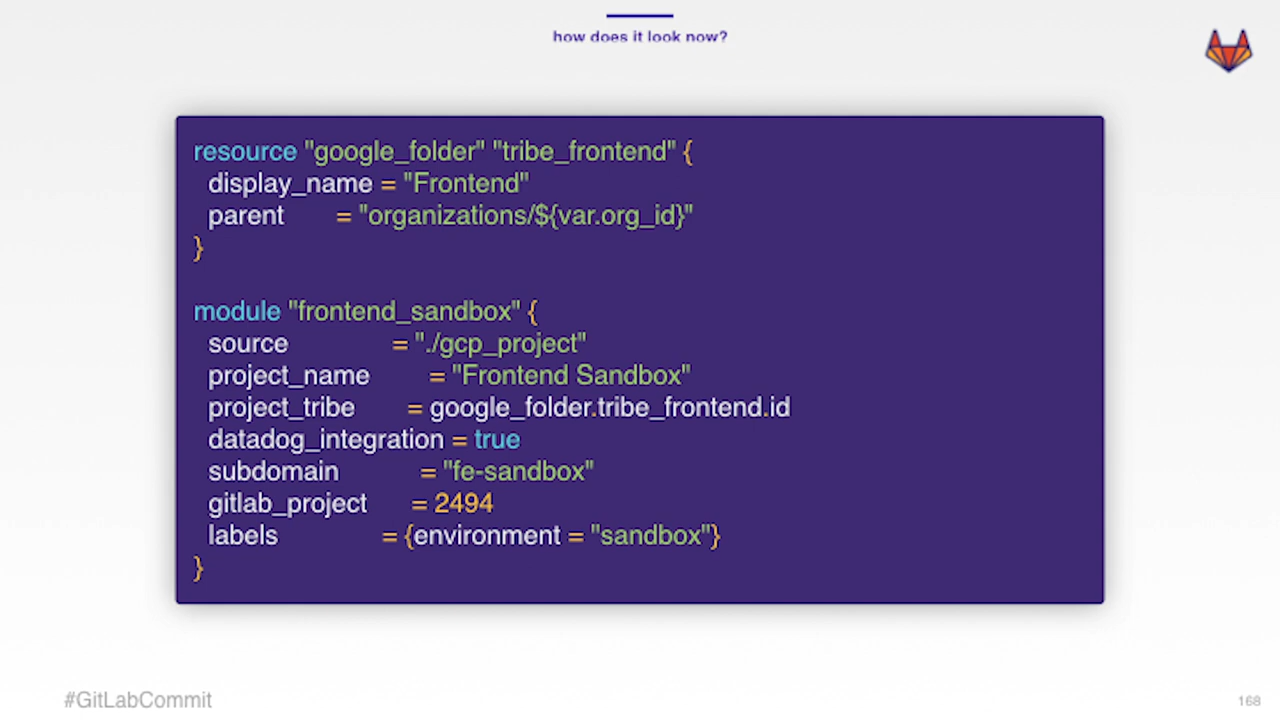 how does it look now?
resource "google_folder" "tribe_frontend" {
display_name = "Frontend"
parent = "organizations/${var.org_id}"
}
module "frontend_sandbox" {
source = "./gcp_project"
project_name = "Frontend Sandbox"
project_tribe = google_folder.tribe_frontend.id
datadog_integration = true
subdomain = "fe-sandbox"
gitlab_project = 2494
labels = {environment = "sandbox"}
}
#GitLabCommit
168